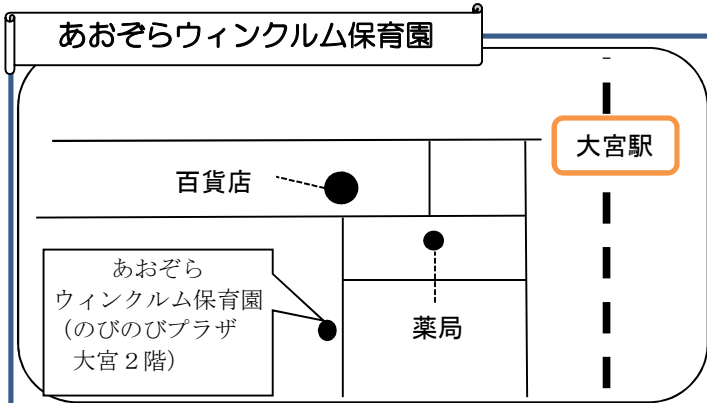 あおぞらウィンクルム保育園
大宮駅
百貨店
あおぞら
ウィンクルム保育園
(のびのびプラザ
大宮２階)
薬局